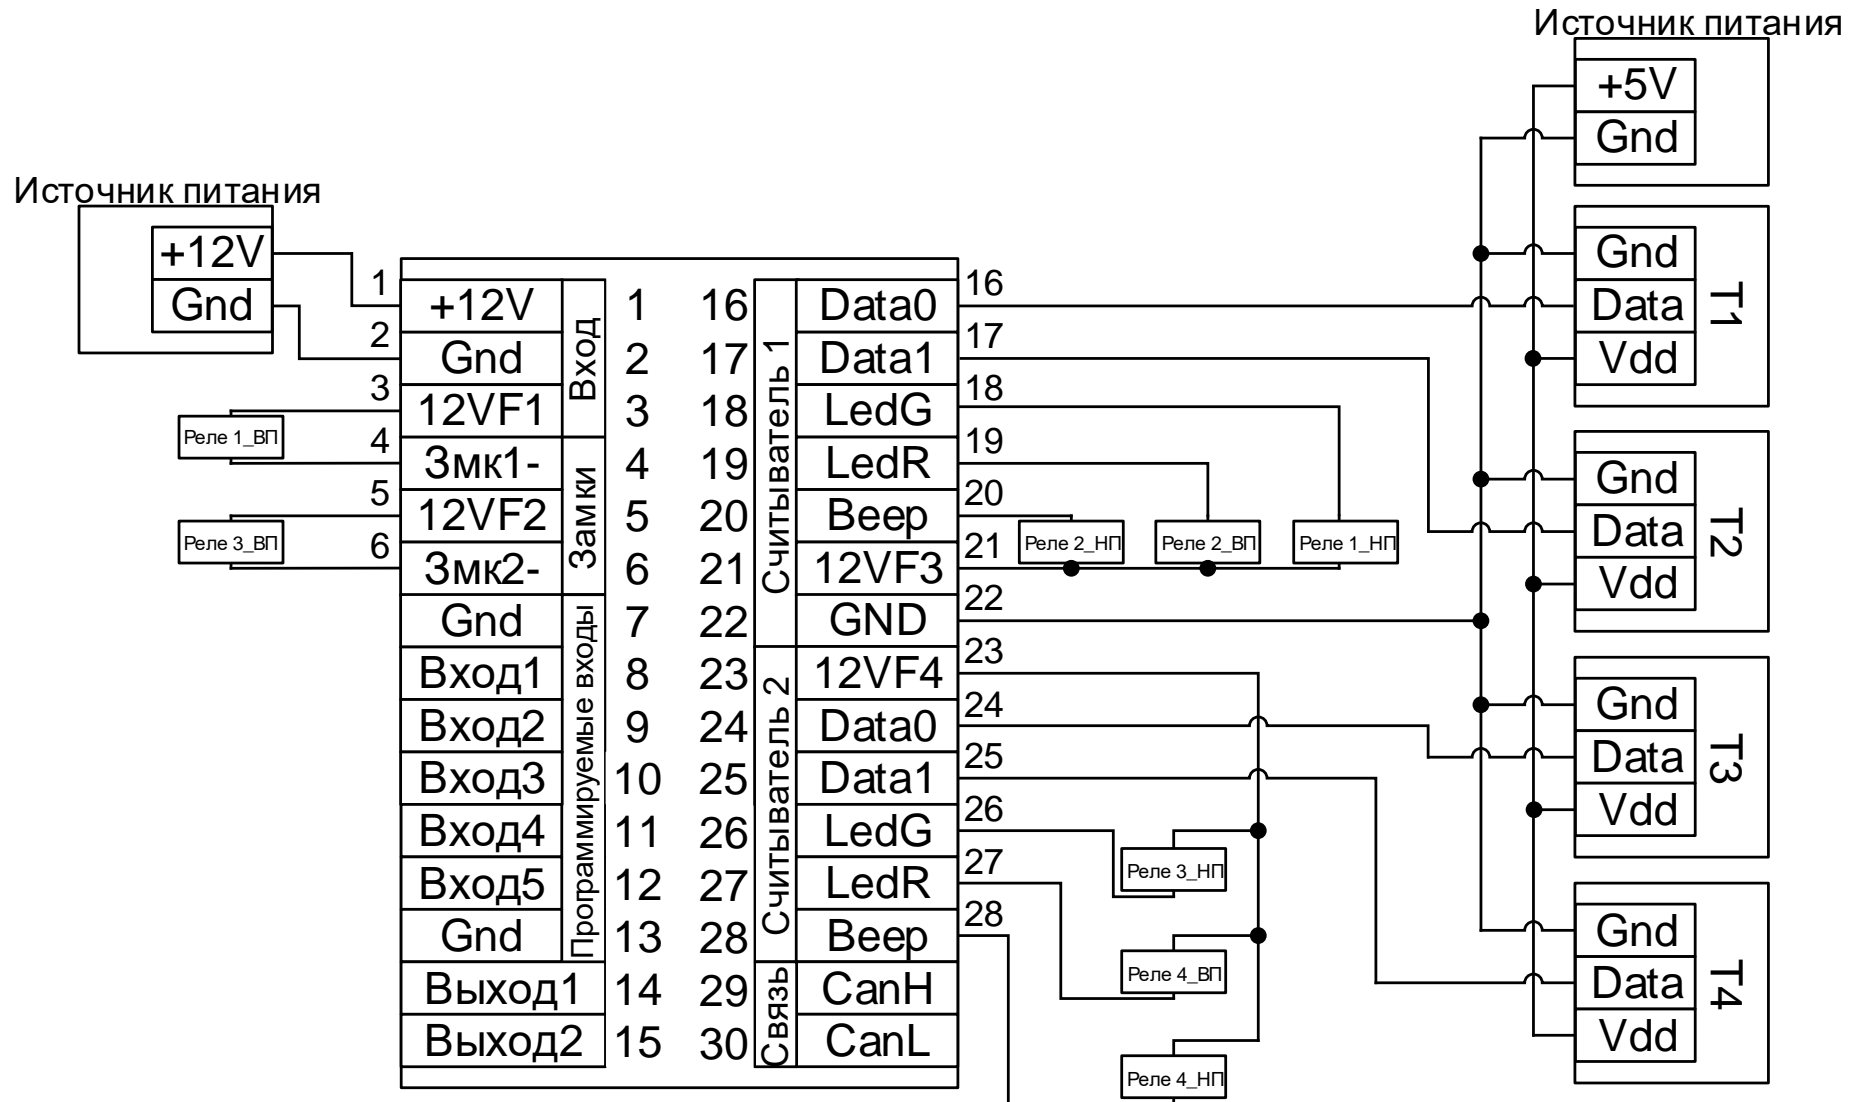 Источник питания
+5V
Gnd
Источник питания
+12V
Gnd
1
2
3
4
5
6
Реле 1_ВП
Реле 3_ВП
+12V
Gnd
12VF1
Змк1-
12VF2
Змк2-
Gnd
Вход1
Вход2
Вход3
Вход4
Вход5
Gnd
Выход1
Выход2
Вход
Замки
Программируемые входы
1
2
3
4
5
6
7
8
9
10
11
12
13
14
15
16
17
18
19
20
21
22
23
24
25
26
27
28
29
30
Считыватель 1
Считыватель 2
Связь
Data0
Data1
LedG
LedR
Beep
12VF3
GND
12VF4
Data0
Data1
LedG
LedR
Beep
CanH
CanL
16
17
18
19
20
21
22
23
24
25
26
27
28
Реле 2_НП
Реле 2_ВП
Реле 1_НП
Реле 3_НП
Реле 4_ВП
Реле 4_НП
Gnd
Data
Vdd
T1
Gnd
Data
Vdd
T2
Gnd
Data
Vdd
T3
Gnd
Data
Vdd
T4